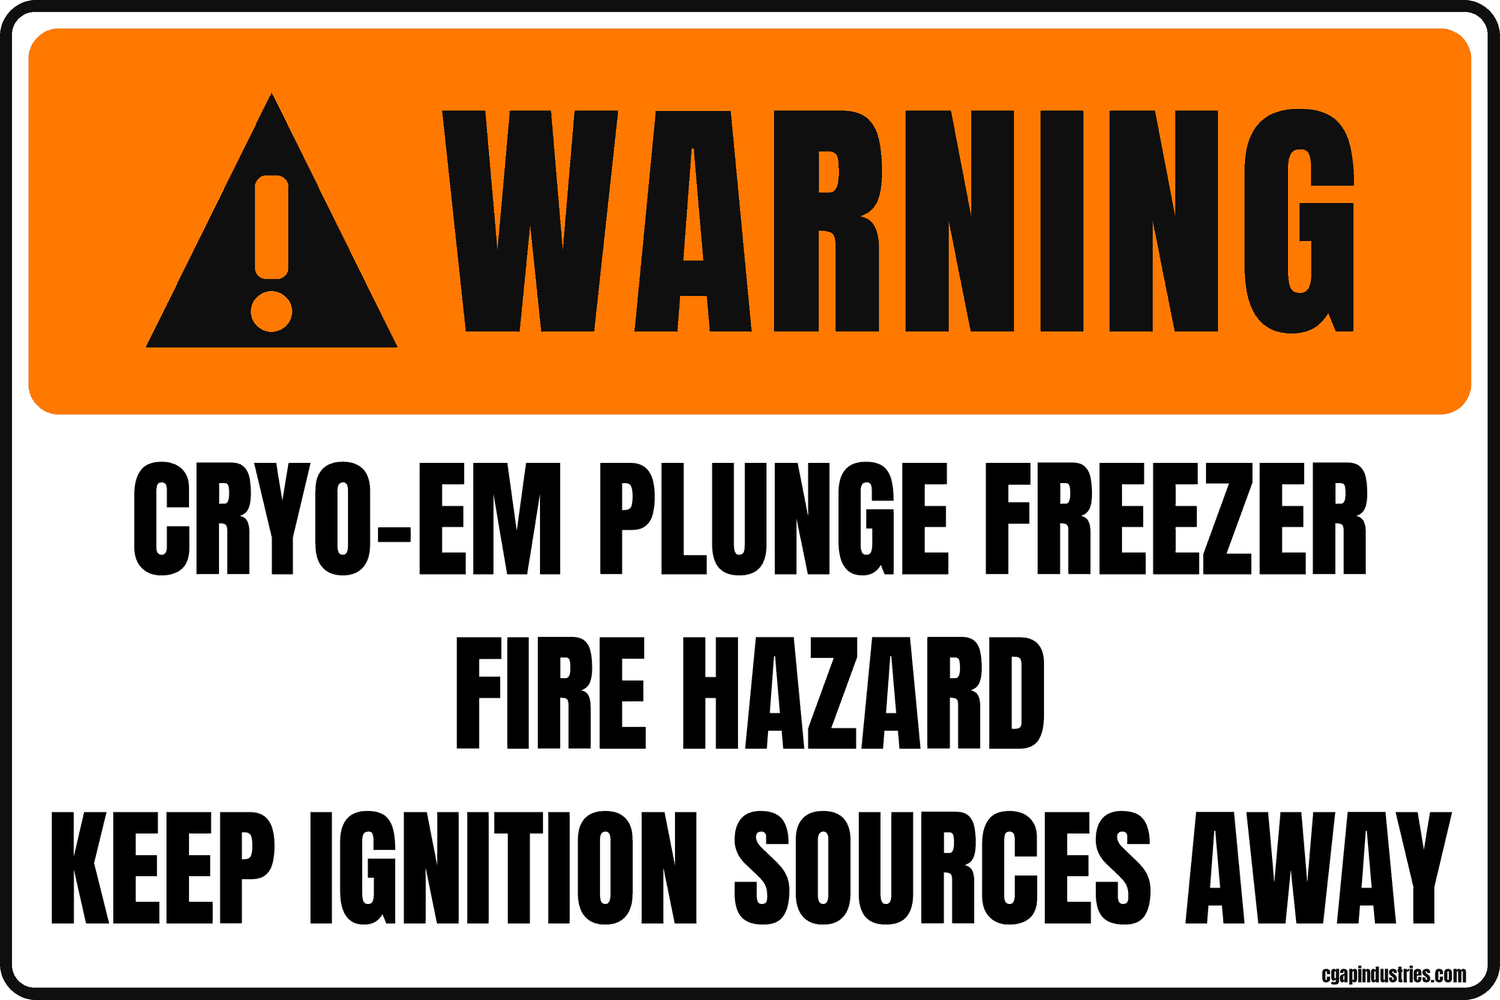 WARNING
CRYO-EM PLUNGE FREEZER
FIRE HAZARD
KEEP IGNITION SOURCES AWAY
cgapindustries.com